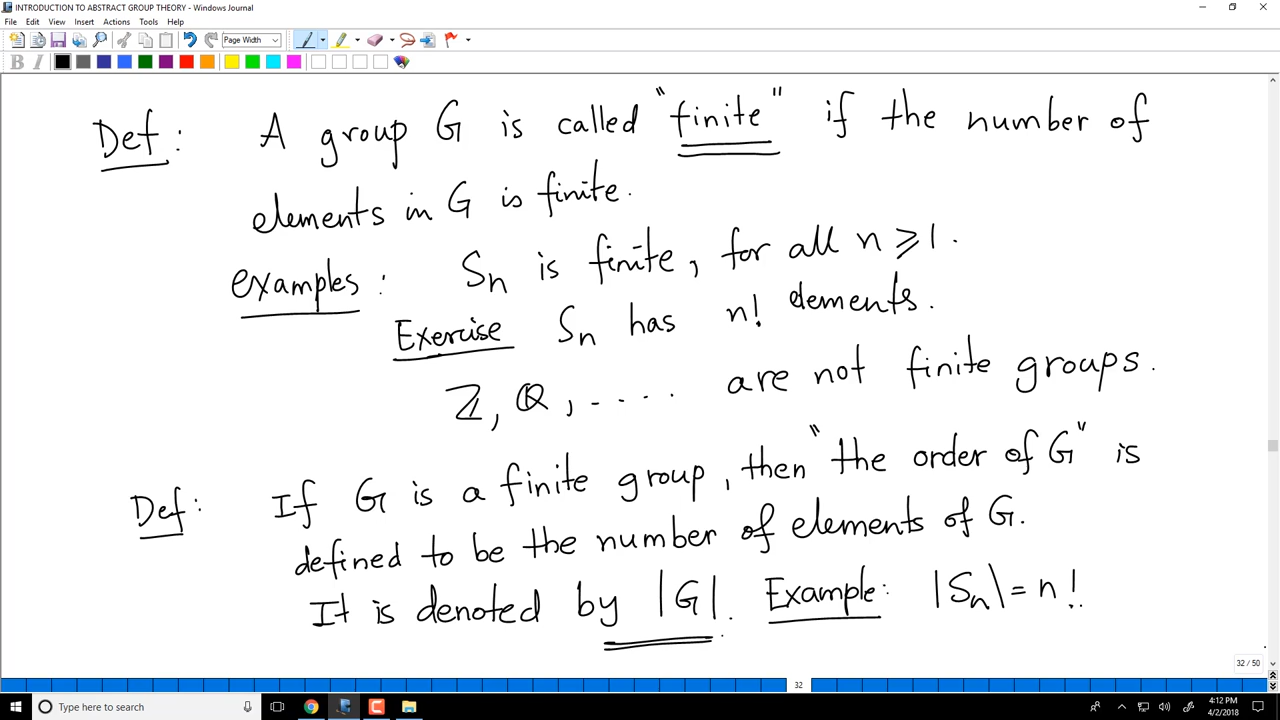 INTRODUCTION TO ABSTRACT GROUP THEORY - Windows Journal
File Edit View Insert Actions Tools Help
Page Width
B I
Def: A group G is called "finite" if the number of
elements in G is finite.
examples: Sn is finite, for all n ≥ 1.
Exercise Sn has n! elements.
ℤ, ℚ, ..... are not finite groups.
Def: If G is a finite group, then "the order of G" is
defined to be the number of elements of G.
It is denoted by |G|. Example: |Sn| = n!
32 / 50
32
Type here to search
4:12 PM
4/2/2018